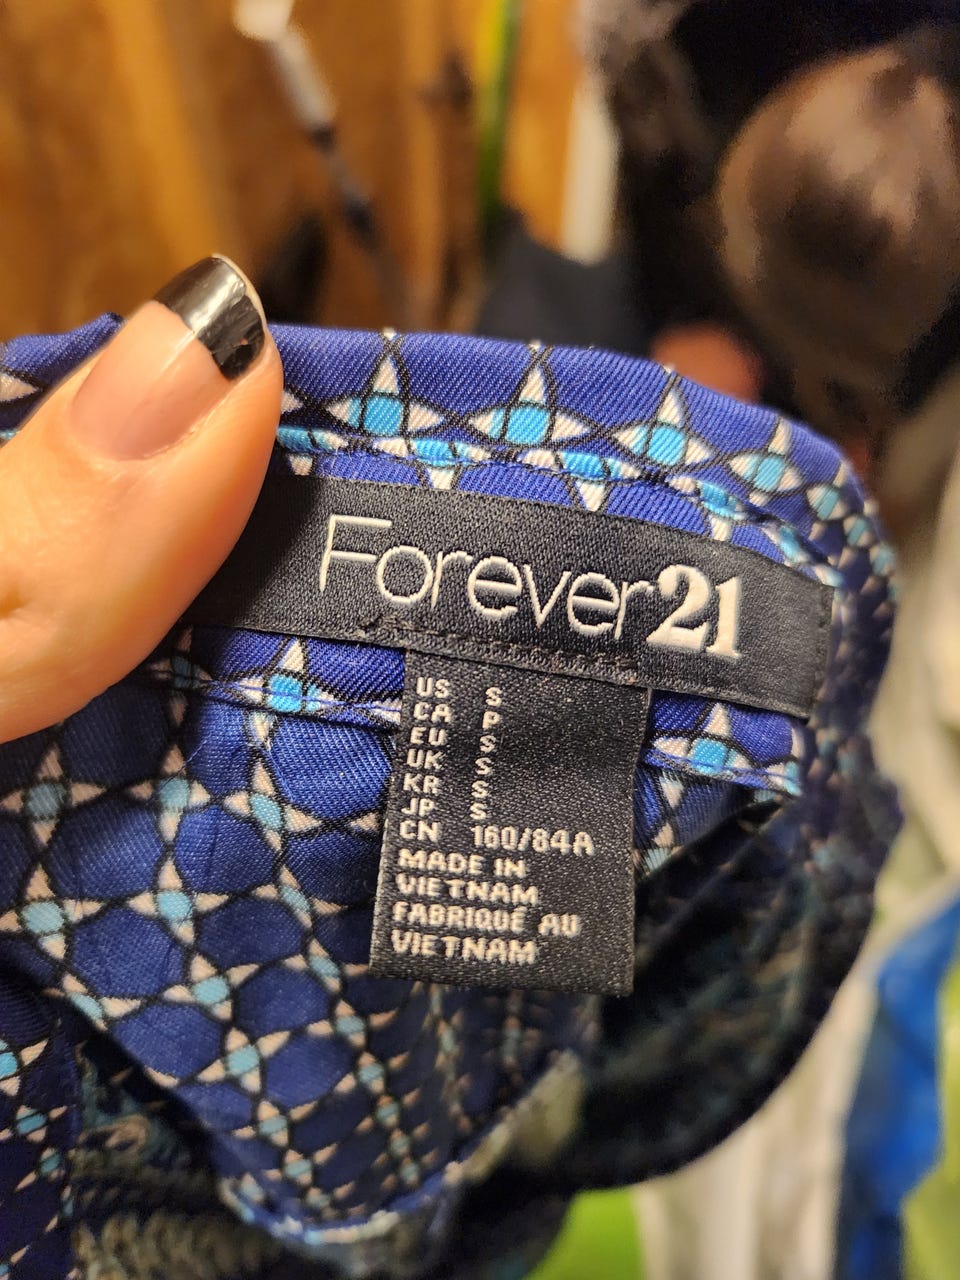 Forever21
US S
CA P
EU S
UK S
KR S
JP S
CN 160/84A
MADE IN
VIETNAM
FABRIQUÉ AU
VIETNAM